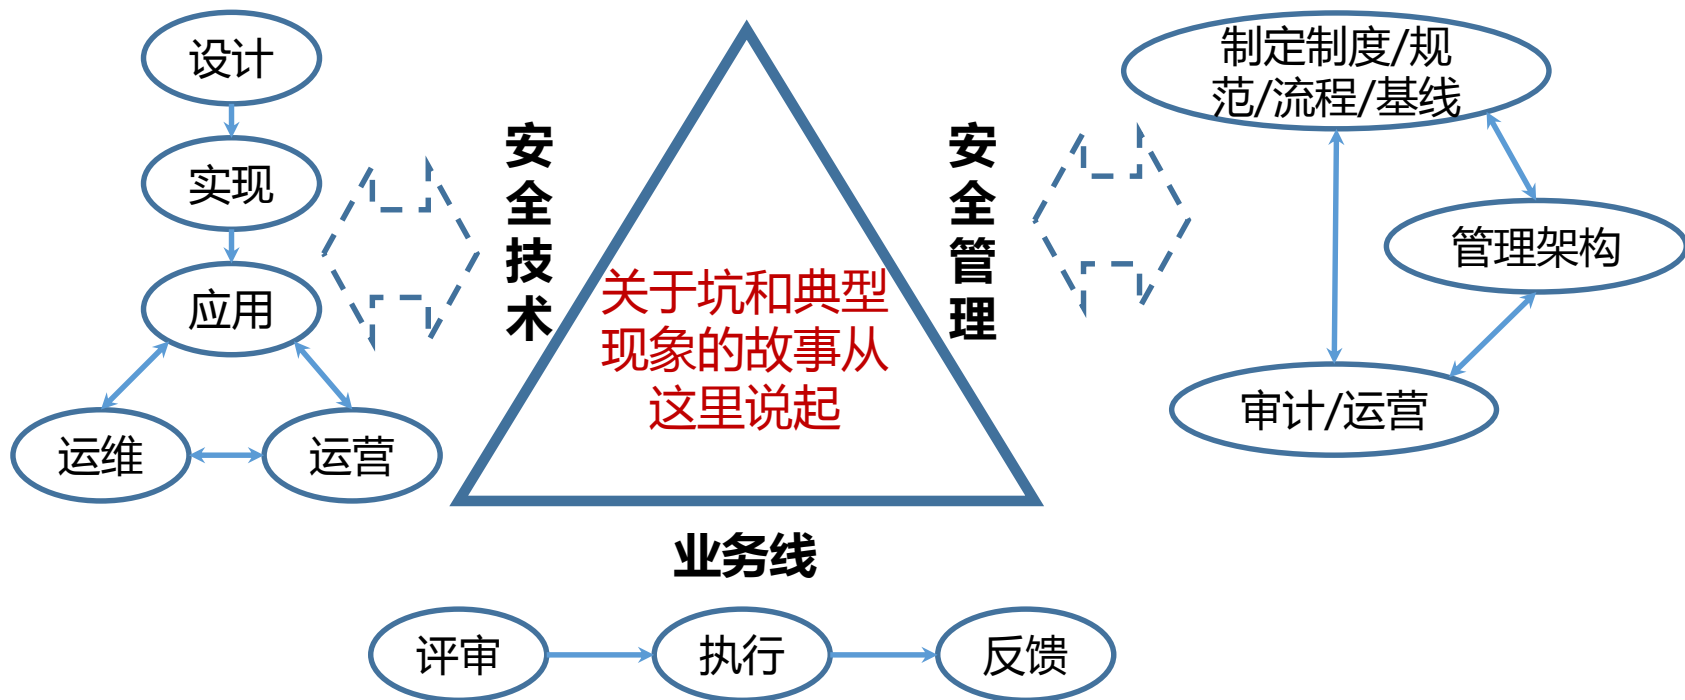 设计
实现
应用
运维
运营
安全技术
关于坑和典型
现象的故事从
这里说起
安全管理
制定制度/规
范/流程/基线
管理架构
审计/运营
业务线
评审
执行
反馈